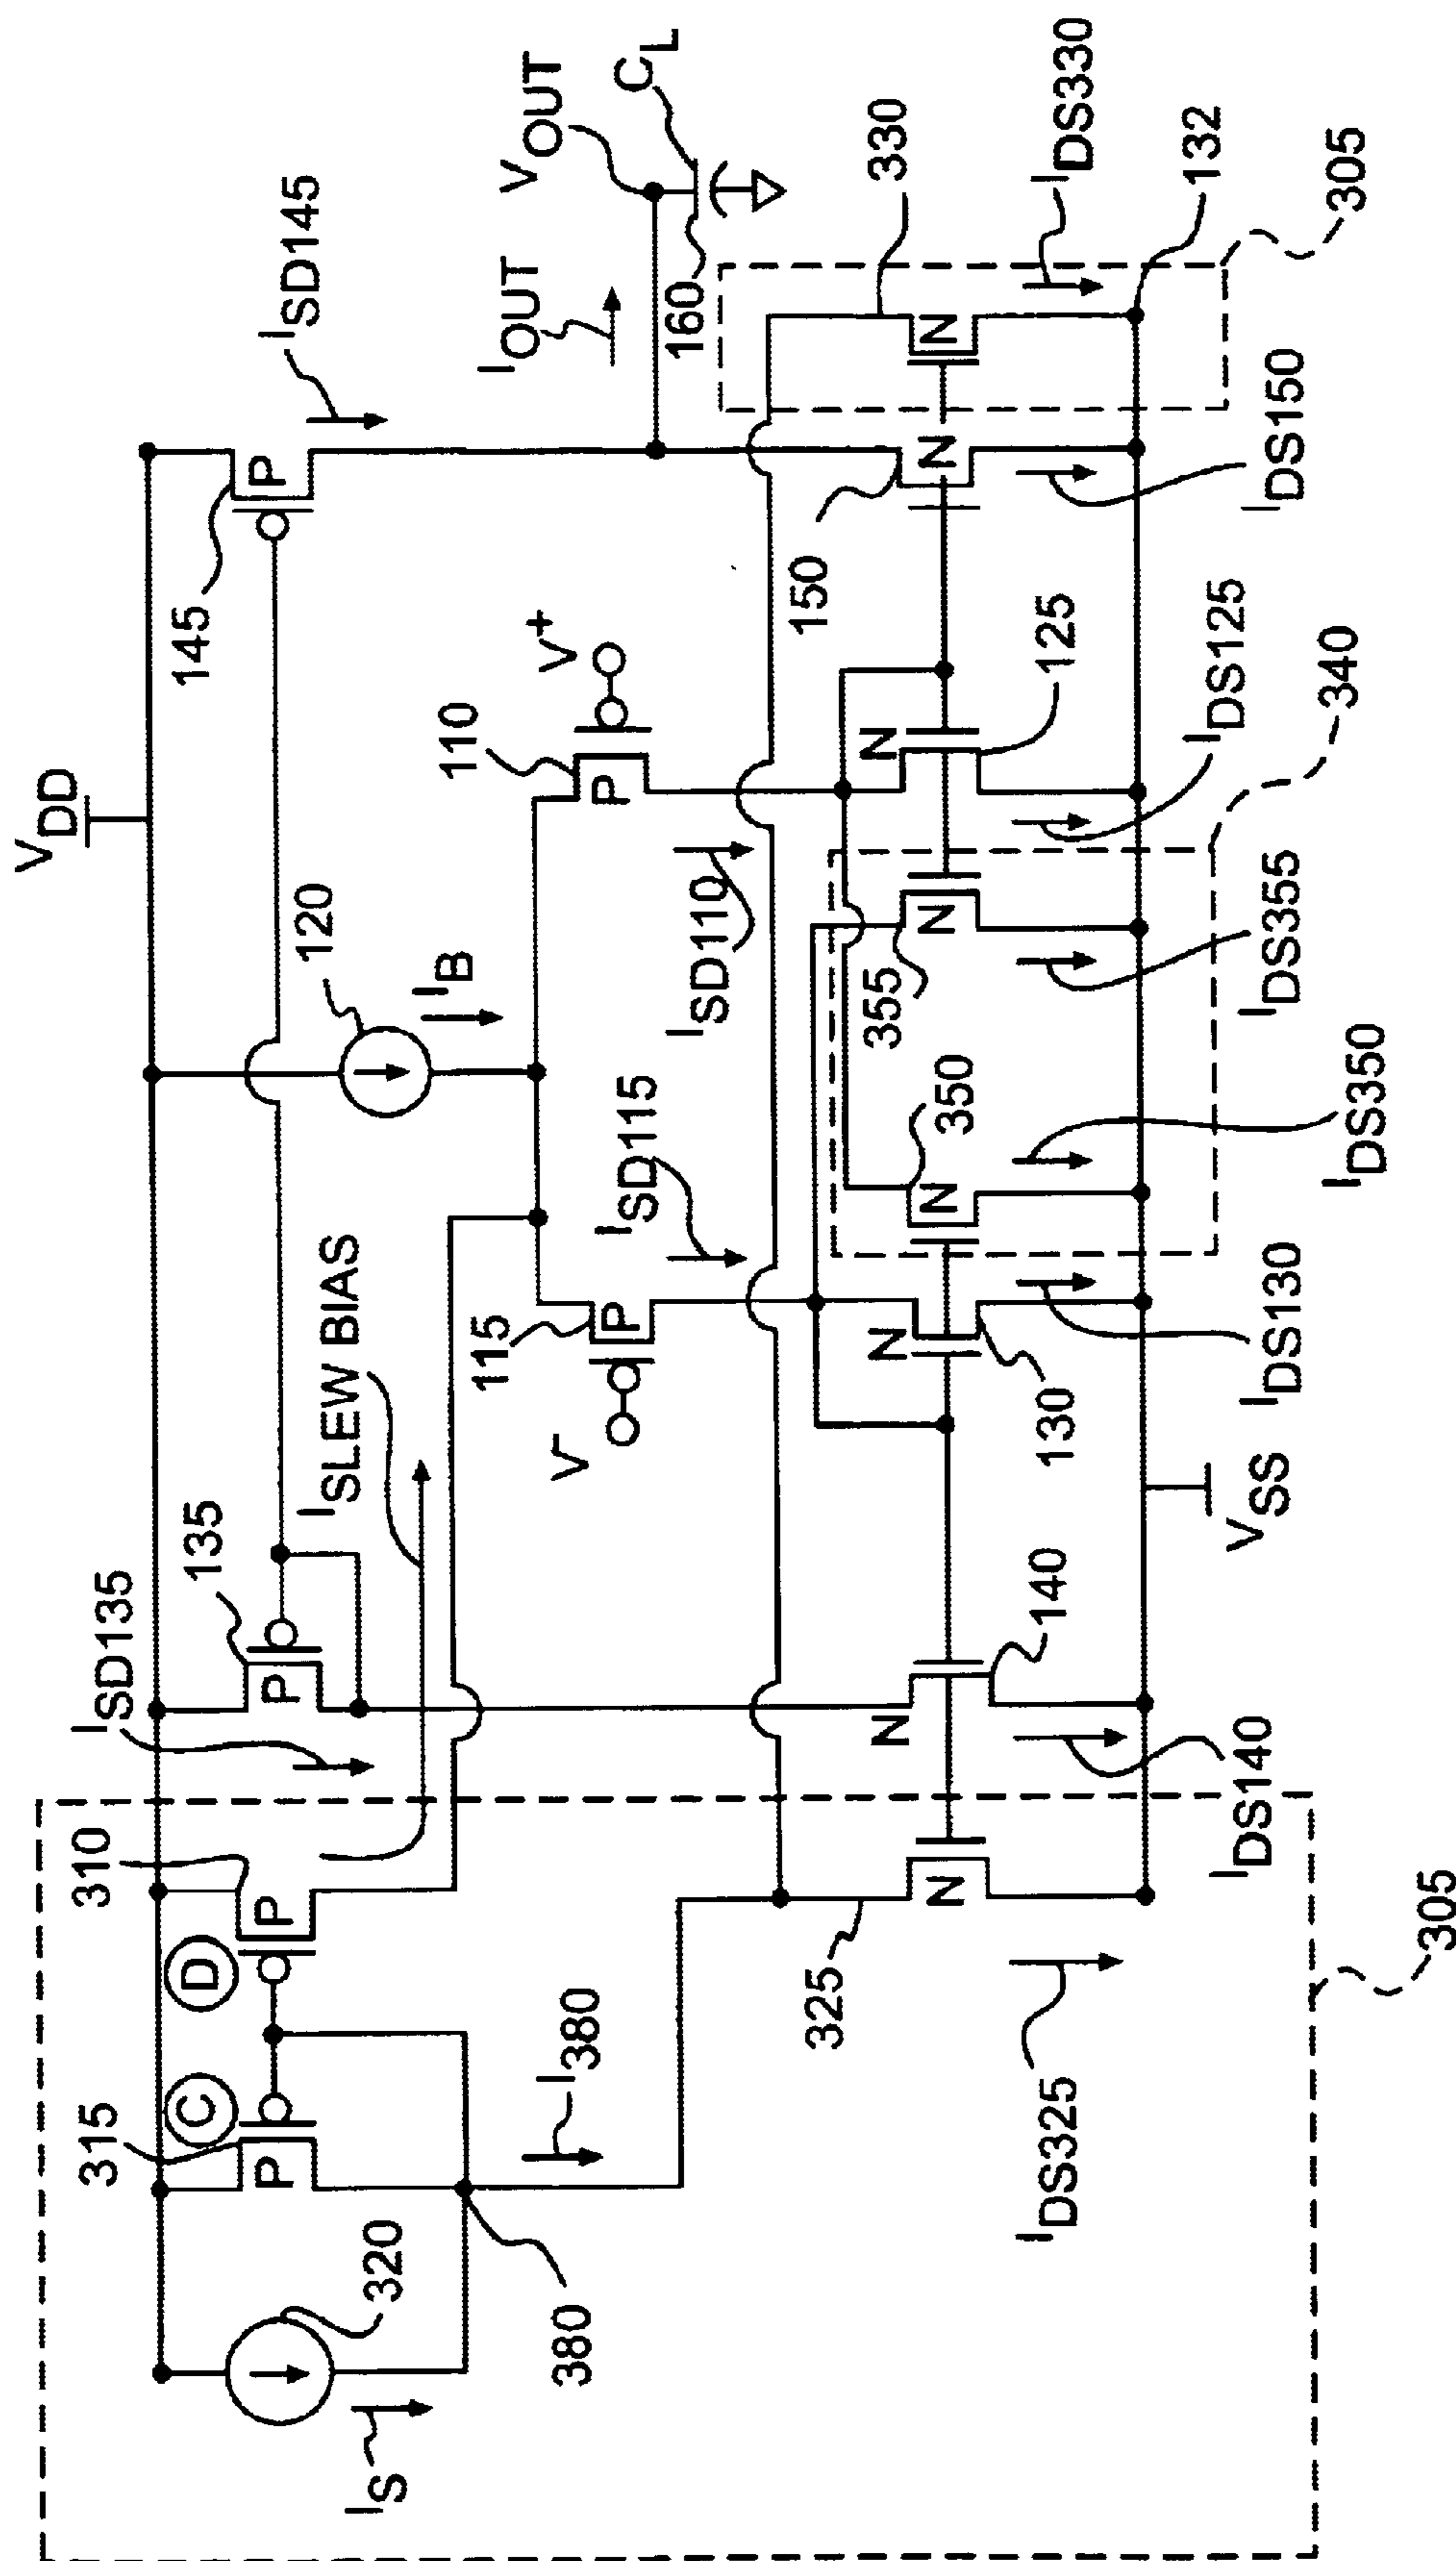 V_DD
I_S
320
315
C
D
310
I_SD135
135
I_SLEW BIAS
120
I_B
145
I_SD145
380
I_380
115
V-
I_SD115
110
V+
I_SD110
I_OUT
V_OUT
C_L
160
325
I_DS325
P
P
P
P
P
P
N
N
N
N
N
N
N
N
140
I_DS140
130
I_DS130
350
I_DS350
355
I_DS355
125
I_DS125
150
I_DS150
330
I_DS330
132
V_SS
340
305
305